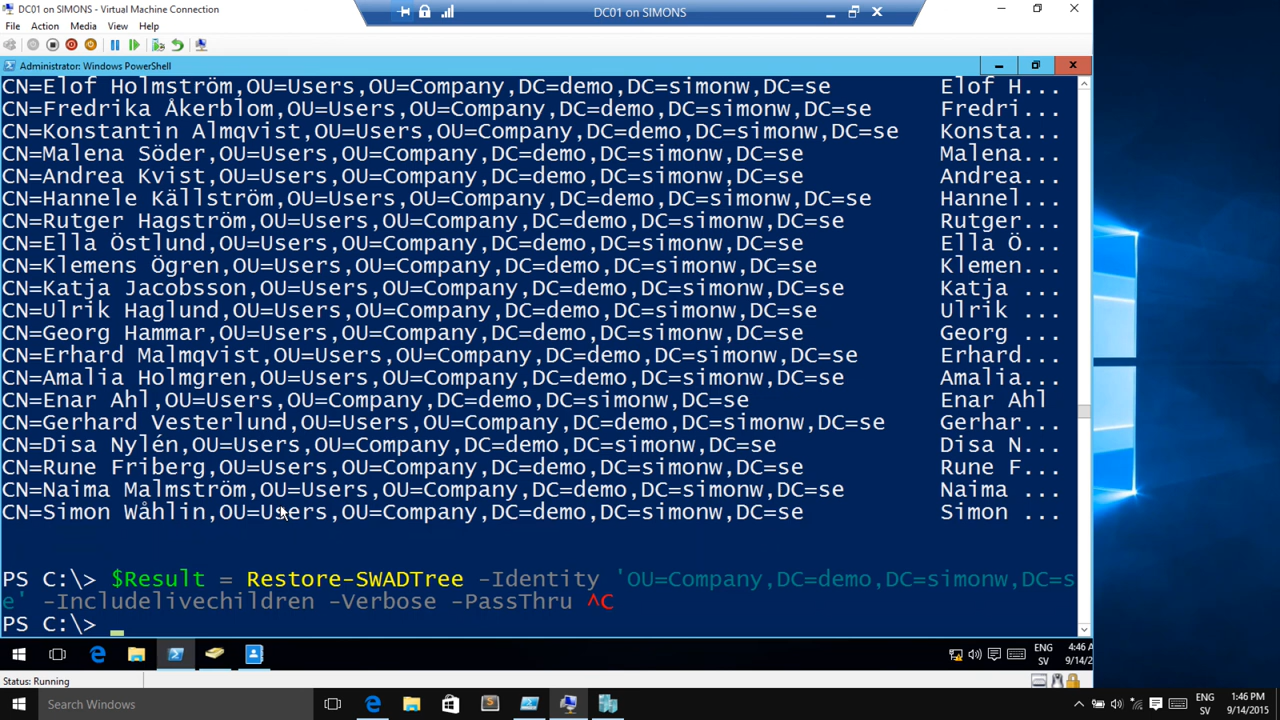 DC01 on SIMONS - Virtual Machine Connection
DC01 on SIMONS
File Action Media View Help
Administrator: Windows PowerShell
CN=Elof Holmström,OU=Users,OU=Company,DC=demo,DC=simonw,DC=se Elof H...
CN=Fredrika Åkerblom,OU=Users,OU=Company,DC=demo,DC=simonw,DC=se Fredri...
CN=Konstantin Almqvist,OU=Users,OU=Company,DC=demo,DC=simonw,DC=se Konsta...
CN=Malena Söder,OU=Users,OU=Company,DC=demo,DC=simonw,DC=se Malena...
CN=Andrea Kvist,OU=Users,OU=Company,DC=demo,DC=simonw,DC=se Andrea...
CN=Hannele Källström,OU=Users,OU=Company,DC=demo,DC=simonw,DC=se Hannel...
CN=Rutger Hagström,OU=Users,OU=Company,DC=demo,DC=simonw,DC=se Rutger...
CN=Ella Östlund,OU=Users,OU=Company,DC=demo,DC=simonw,DC=se Ella Ö...
CN=Klemens Ögren,OU=Users,OU=Company,DC=demo,DC=simonw,DC=se Klemen...
CN=Katja Jacobsson,OU=Users,OU=Company,DC=demo,DC=simonw,DC=se Katja ...
CN=Ulrik Haglund,OU=Users,OU=Company,DC=demo,DC=simonw,DC=se Ulrik ...
CN=Georg Hammar,OU=Users,OU=Company,DC=demo,DC=simonw,DC=se Georg ...
CN=Erhard Malmqvist,OU=Users,OU=Company,DC=demo,DC=simonw,DC=se Erhard...
CN=Amalia Holmgren,OU=Users,OU=Company,DC=demo,DC=simonw,DC=se Amalia...
CN=Enar Ahl,OU=Users,OU=Company,DC=demo,DC=simonw,DC=se Enar Ahl
CN=Gerhard Vesterlund,OU=Users,OU=Company,DC=demo,DC=simonw,DC=se Gerhar...
CN=Disa Nylén,OU=Users,OU=Company,DC=demo,DC=simonw,DC=se Disa N...
CN=Rune Friberg,OU=Users,OU=Company,DC=demo,DC=simonw,DC=se Rune F...
CN=Naima Malmström,OU=Users,OU=Company,DC=demo,DC=simonw,DC=se Naima ...
CN=Simon Wåhlin,OU=Users,OU=Company,DC=demo,DC=simonw,DC=se Simon ...
PS C:\> $Result = Restore-SWADTree -Identity 'OU=Company,DC=demo,DC=simonw,DC=s
e' -Includelivechildren -Verbose -PassThru ^C
PS C:\>
ENG 4:46 AM
SV 9/14/2
Status: Running
Search Windows
ENG 1:46 PM
SV 9/14/2015